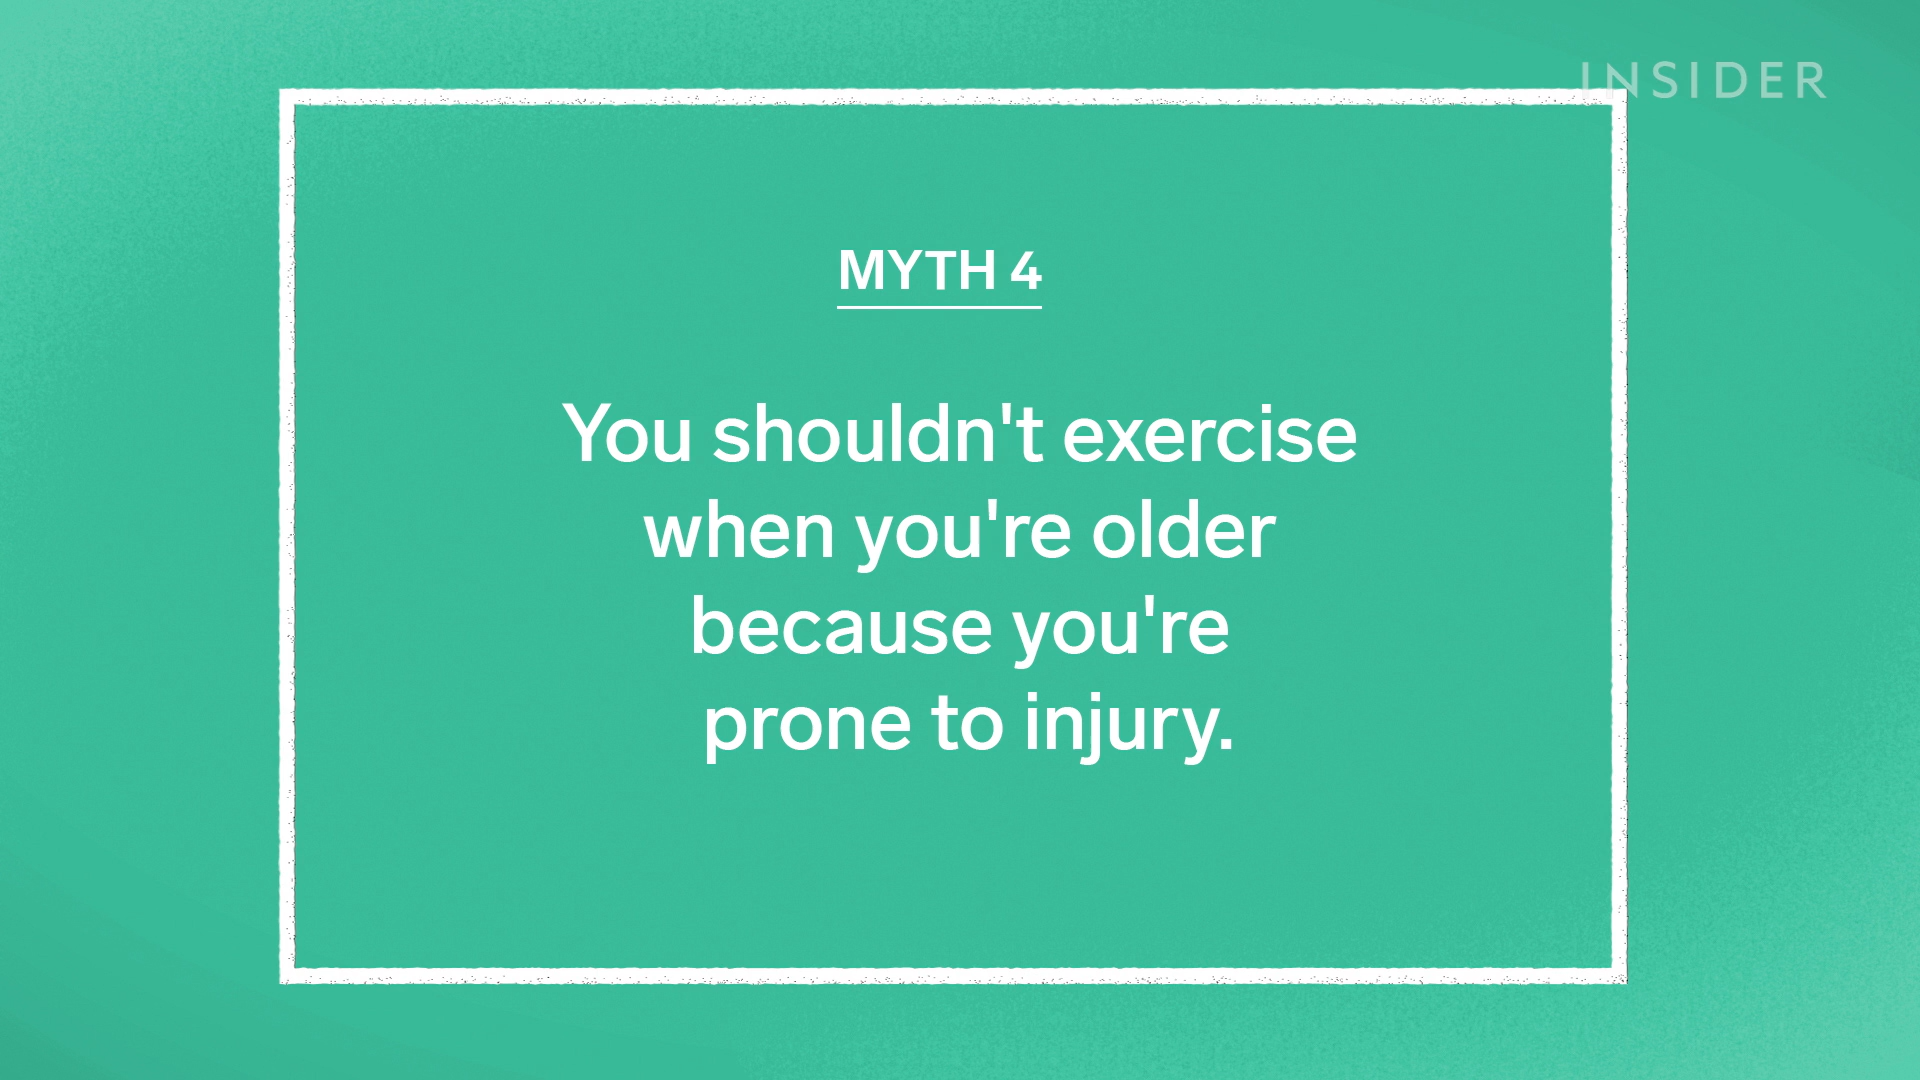 INSIDER
MYTH 4
You shouldn't exercise
when you're older
because you're
prone to injury.